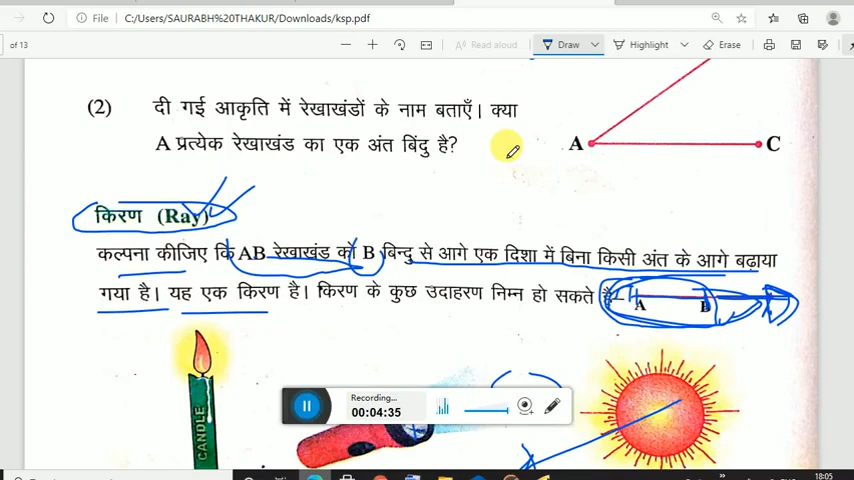 File | C:/Users/SAURABH%20THAKUR/Downloads/ksp.pdf
of 13
Read aloud
Draw
Highlight
Erase
(2) दी गई आकृति में रेखाखंडों के नाम बताएँ। क्या
A प्रत्येक रेखाखंड का एक अंत बिंदु है?
A
C
किरण (Ray)
कल्पना कीजिए कि AB रेखाखंड को B बिन्दु से आगे एक दिशा में बिना किसी अंत के आगे बढ़ाया
गया है। यह एक किरण है। किरण के कुछ उदाहरण निम्न हो सकते हैं–
A
B
CANDLE
Recording...
00:04:35
18:05